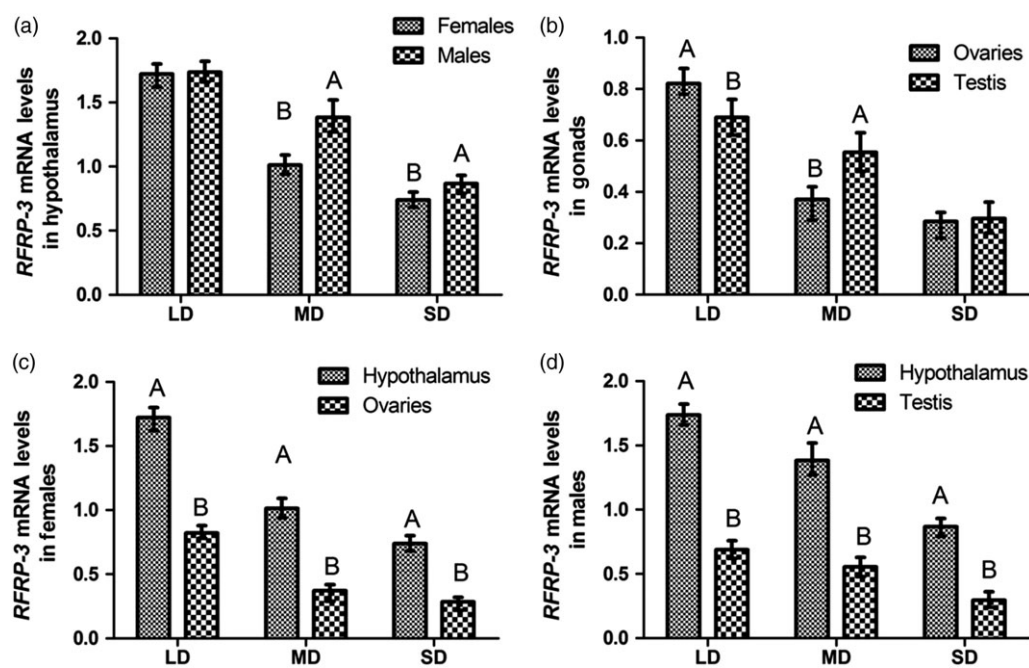 (a)
RFRP-3 mRNA levels
in hypothalamus
2.0
1.5
1.0
0.5
0.0
Females
Males
B
A
B
A
LD MD SD
(b)
RFRP-3 mRNA levels
in gonads
1.0
0.8
0.6
0.4
0.2
0.0
Ovaries
Testis
A
B
B
A
LD MD SD
(c)
RFRP-3 mRNA levels
in females
2.0
1.5
1.0
0.5
0.0
Hypothalamus
Ovaries
A
B
A
B
A
B
LD MD SD
(d)
RFRP-3 mRNA levels
in males
2.0
1.5
1.0
0.5
0.0
Hypothalamus
Testis
A
B
A
B
A
B
LD MD SD